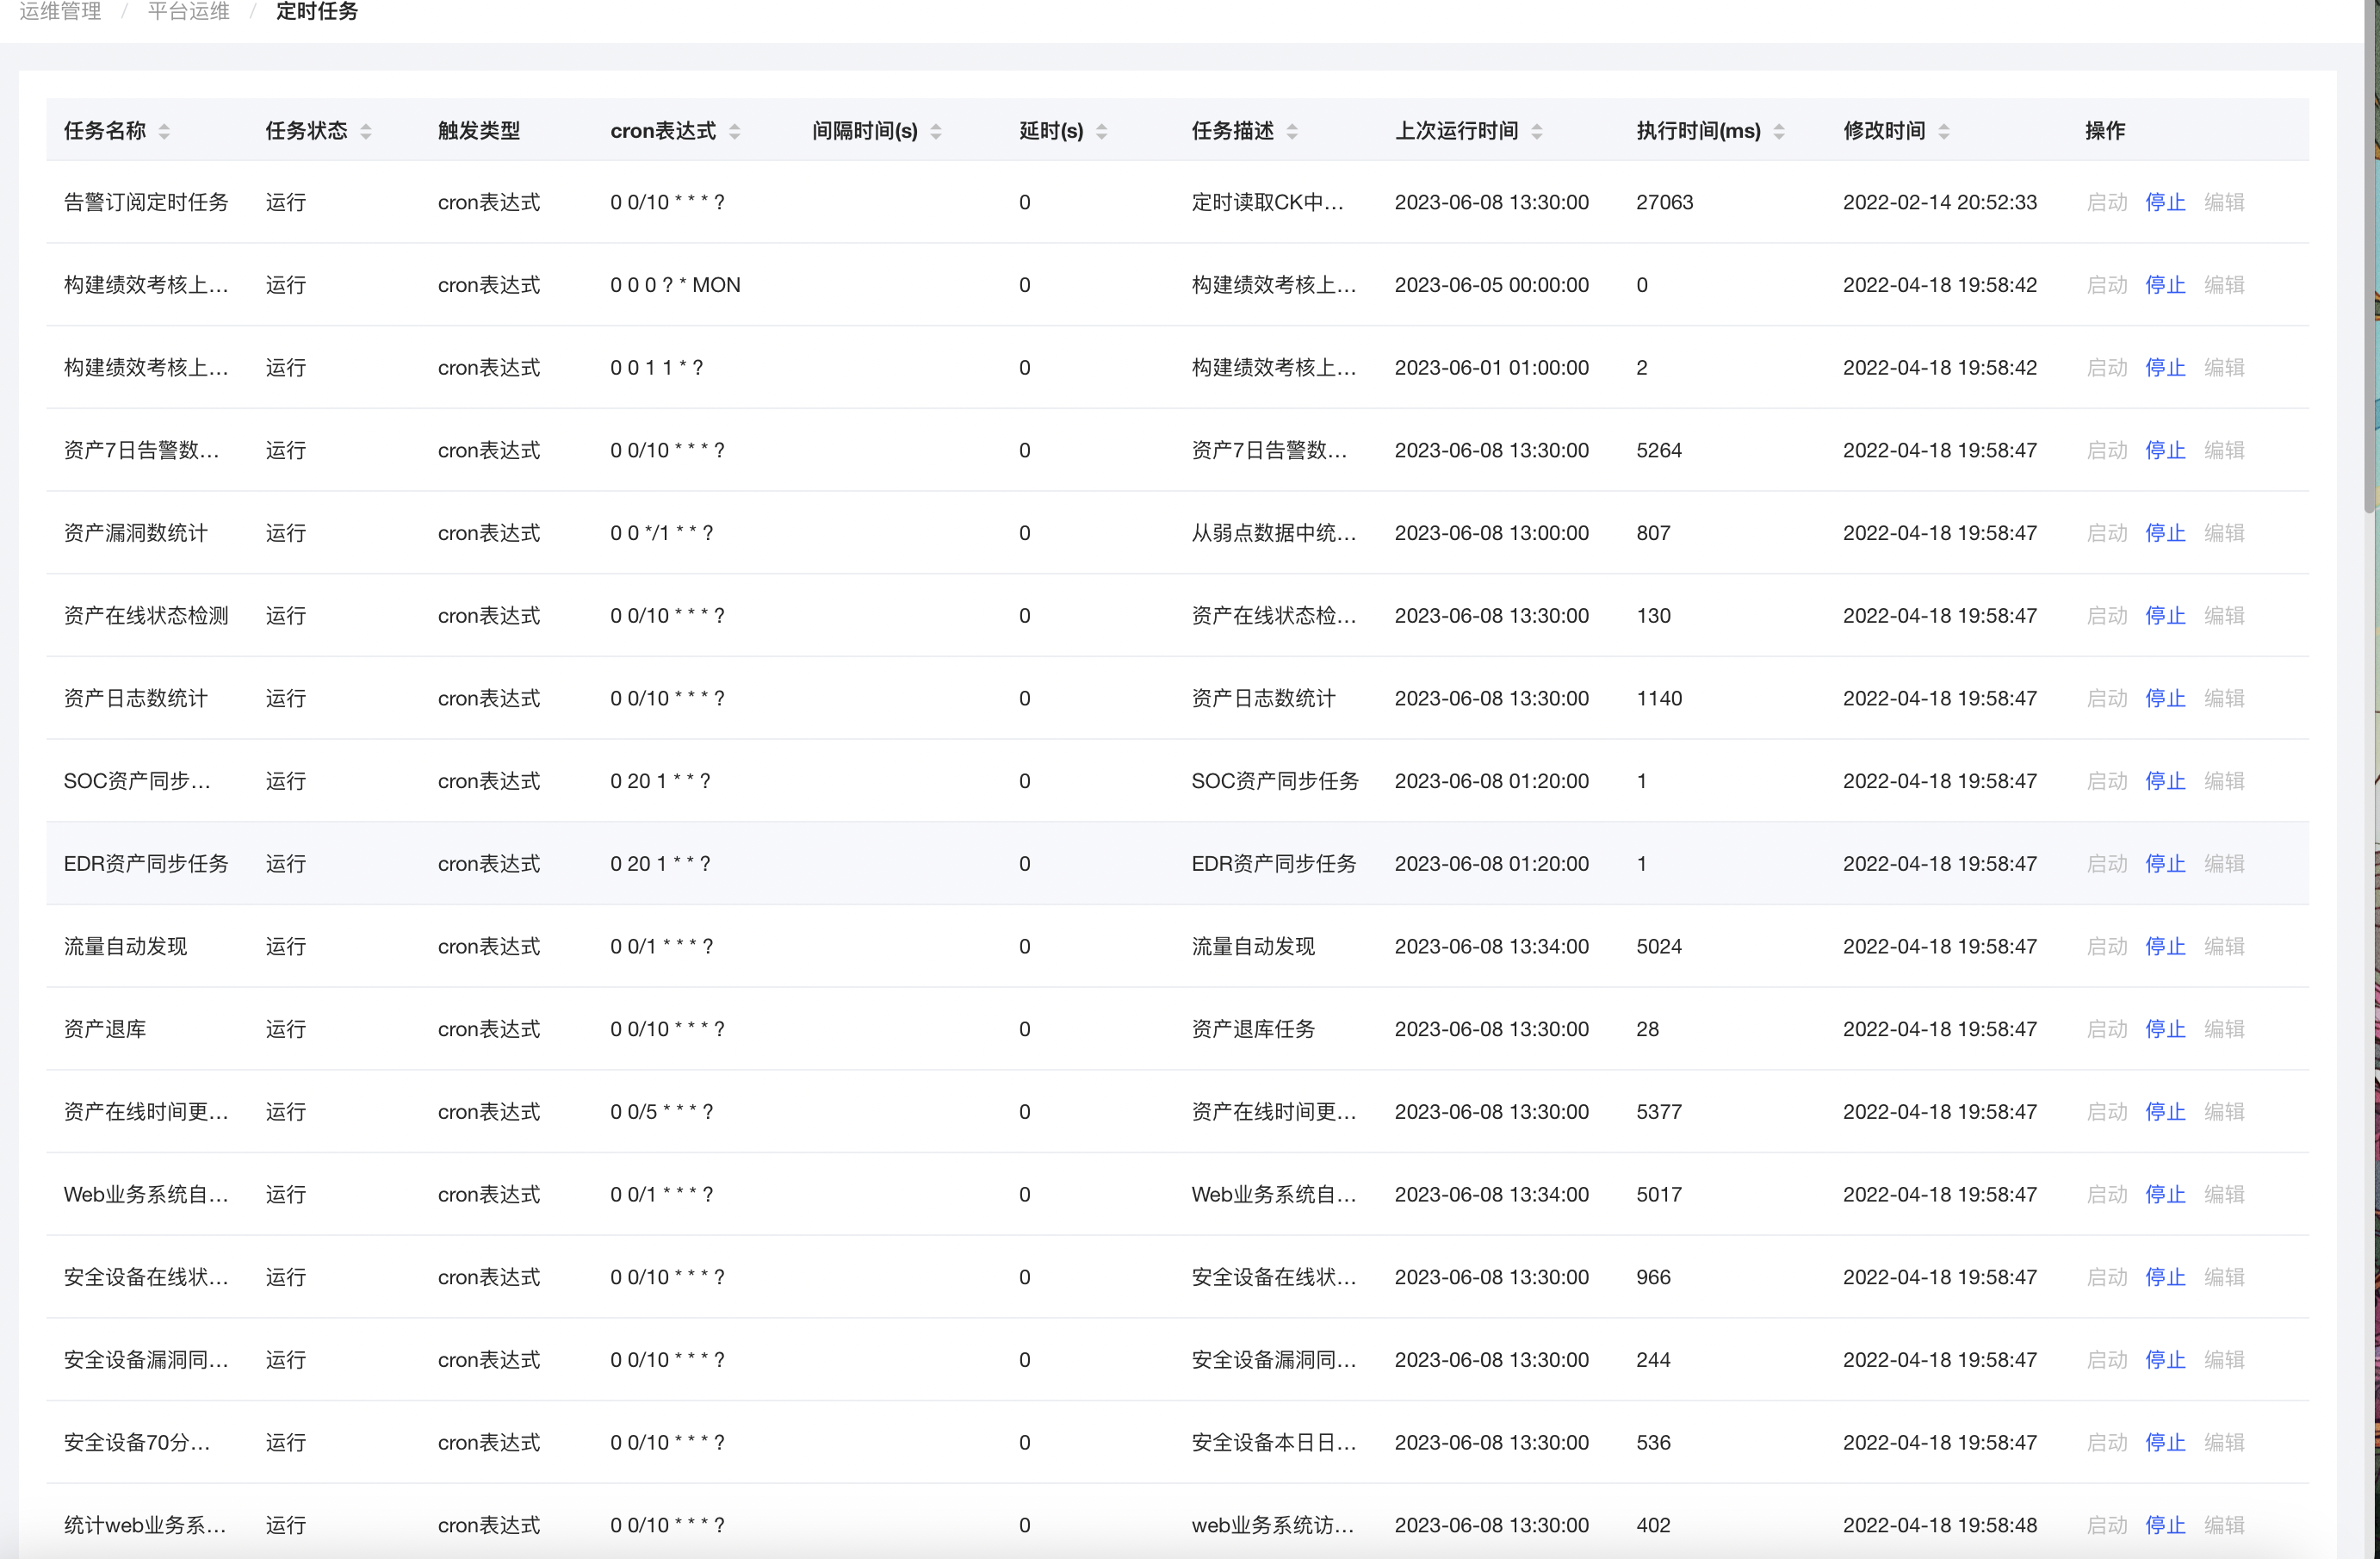 运维管理 / 平台运维 / 定时任务
任务名称 任务状态 触发类型 cron表达式 间隔时间(s) 延时(s) 任务描述 上次运行时间 执行时间(ms) 修改时间 操作
告警订阅定时任务 运行 cron表达式 0 0/10 * * * ? 0 定时读取CK中... 2023-06-08 13:30:00 27063 2022-02-14 20:52:33 启动 停止 编辑
构建绩效考核上... 运行 cron表达式 0 0 0 ? * MON 0 构建绩效考核上... 2023-06-05 00:00:00 0 2022-04-18 19:58:42 启动 停止 编辑
构建绩效考核上... 运行 cron表达式 0 0 1 1 * ? 0 构建绩效考核上... 2023-06-01 01:00:00 2 2022-04-18 19:58:42 启动 停止 编辑
资产7日告警数... 运行 cron表达式 0 0/10 * * * ? 0 资产7日告警数... 2023-06-08 13:30:00 5264 2022-04-18 19:58:47 启动 停止 编辑
资产漏洞数统计 运行 cron表达式 0 0 */1 * * ? 0 从弱点数据中统... 2023-06-08 13:00:00 807 2022-04-18 19:58:47 启动 停止 编辑
资产在线状态检测 运行 cron表达式 0 0/10 * * * ? 0 资产在线状态检... 2023-06-08 13:30:00 130 2022-04-18 19:58:47 启动 停止 编辑
资产日志数统计 运行 cron表达式 0 0/10 * * * ? 0 资产日志数统计 2023-06-08 13:30:00 1140 2022-04-18 19:58:47 启动 停止 编辑
SOC资产同步... 运行 cron表达式 0 20 1 * * ? 0 SOC资产同步任务 2023-06-08 01:20:00 1 2022-04-18 19:58:47 启动 停止 编辑
EDR资产同步任务 运行 cron表达式 0 20 1 * * ? 0 EDR资产同步任务 2023-06-08 01:20:00 1 2022-04-18 19:58:47 启动 停止 编辑
流量自动发现 运行 cron表达式 0 0/1 * * * ? 0 流量自动发现 2023-06-08 13:34:00 5024 2022-04-18 19:58:47 启动 停止 编辑
资产退库 运行 cron表达式 0 0/10 * * * ? 0 资产退库任务 2023-06-08 13:30:00 28 2022-04-18 19:58:47 启动 停止 编辑
资产在线时间更... 运行 cron表达式 0 0/5 * * * ? 0 资产在线时间更... 2023-06-08 13:30:00 5377 2022-04-18 19:58:47 启动 停止 编辑
Web业务系统自... 运行 cron表达式 0 0/1 * * * ? 0 Web业务系统自... 2023-06-08 13:34:00 5017 2022-04-18 19:58:47 启动 停止 编辑
安全设备在线状... 运行 cron表达式 0 0/10 * * * ? 0 安全设备在线状... 2023-06-08 13:30:00 966 2022-04-18 19:58:47 启动 停止 编辑
安全设备漏洞同... 运行 cron表达式 0 0/10 * * * ? 0 安全设备漏洞同... 2023-06-08 13:30:00 244 2022-04-18 19:58:47 启动 停止 编辑
安全设备70分... 运行 cron表达式 0 0/10 * * * ? 0 安全设备本日日... 2023-06-08 13:30:00 536 2022-04-18 19:58:47 启动 停止 编辑
统计web业务系... 运行 cron表达式 0 0/10 * * * ? 0 web业务系统访... 2023-06-08 13:30:00 402 2022-04-18 19:58:48 启动 停止 编辑